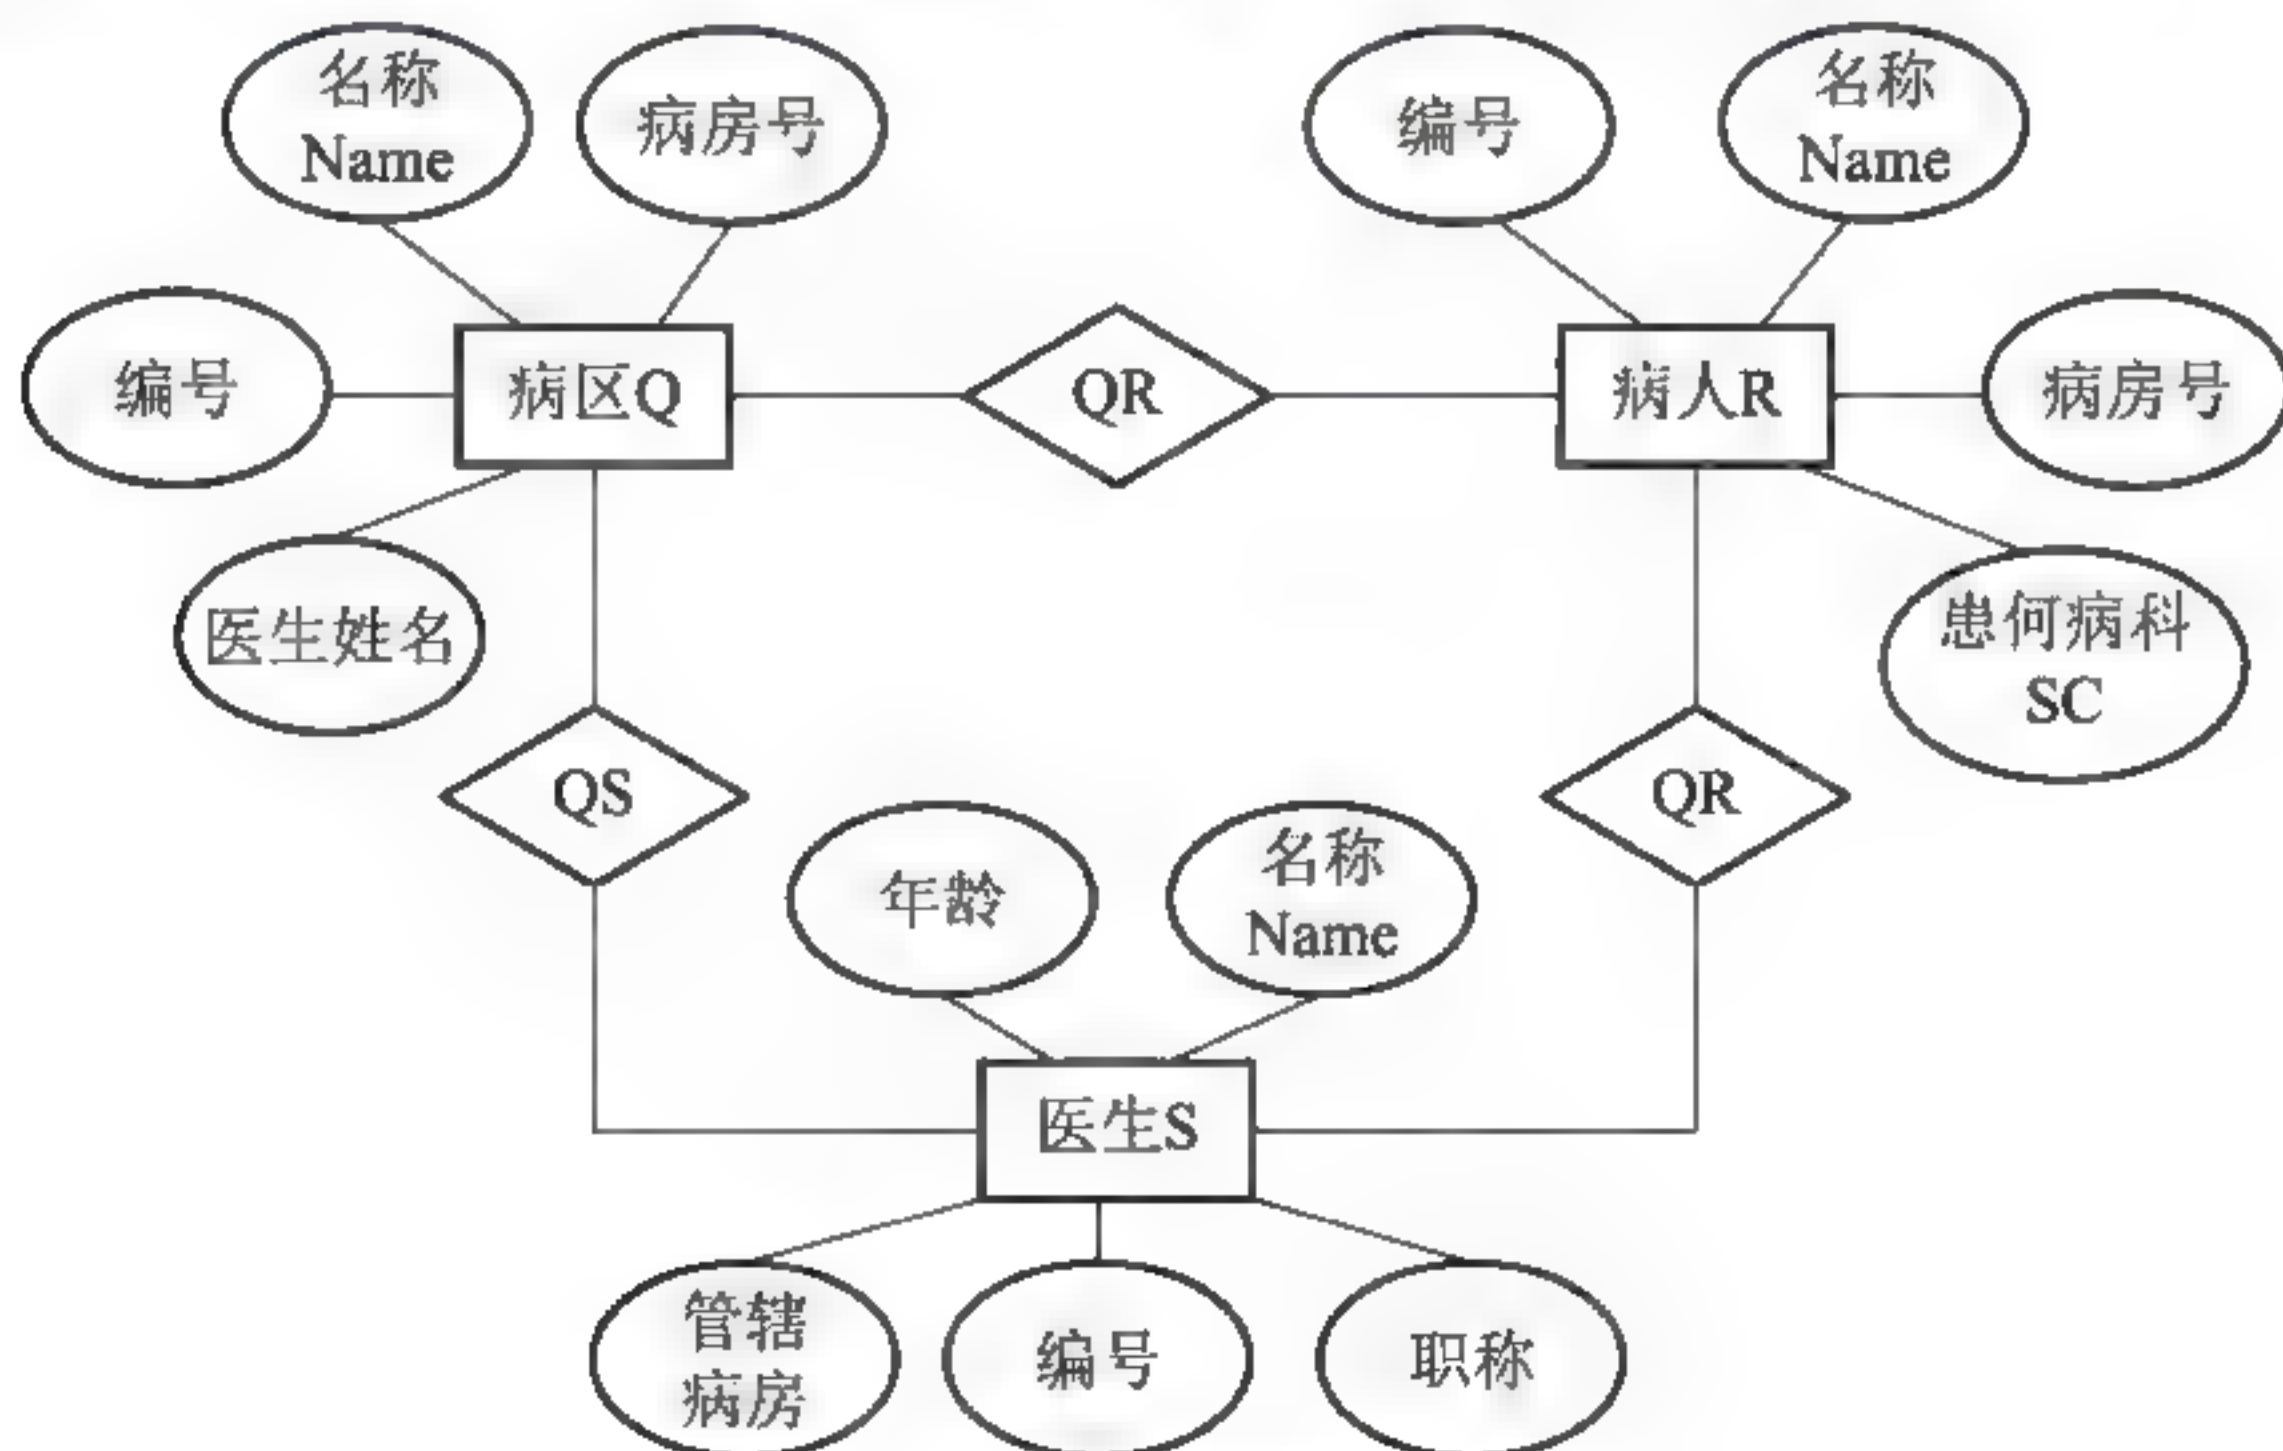 名称
Name
病房号
编号
名称
Name
编号
病区Q
QR
病人R
病房号
医生姓名
患何病科
SC
QS
QR
年龄
名称
Name
医生S
管辖
病房
编号
职称